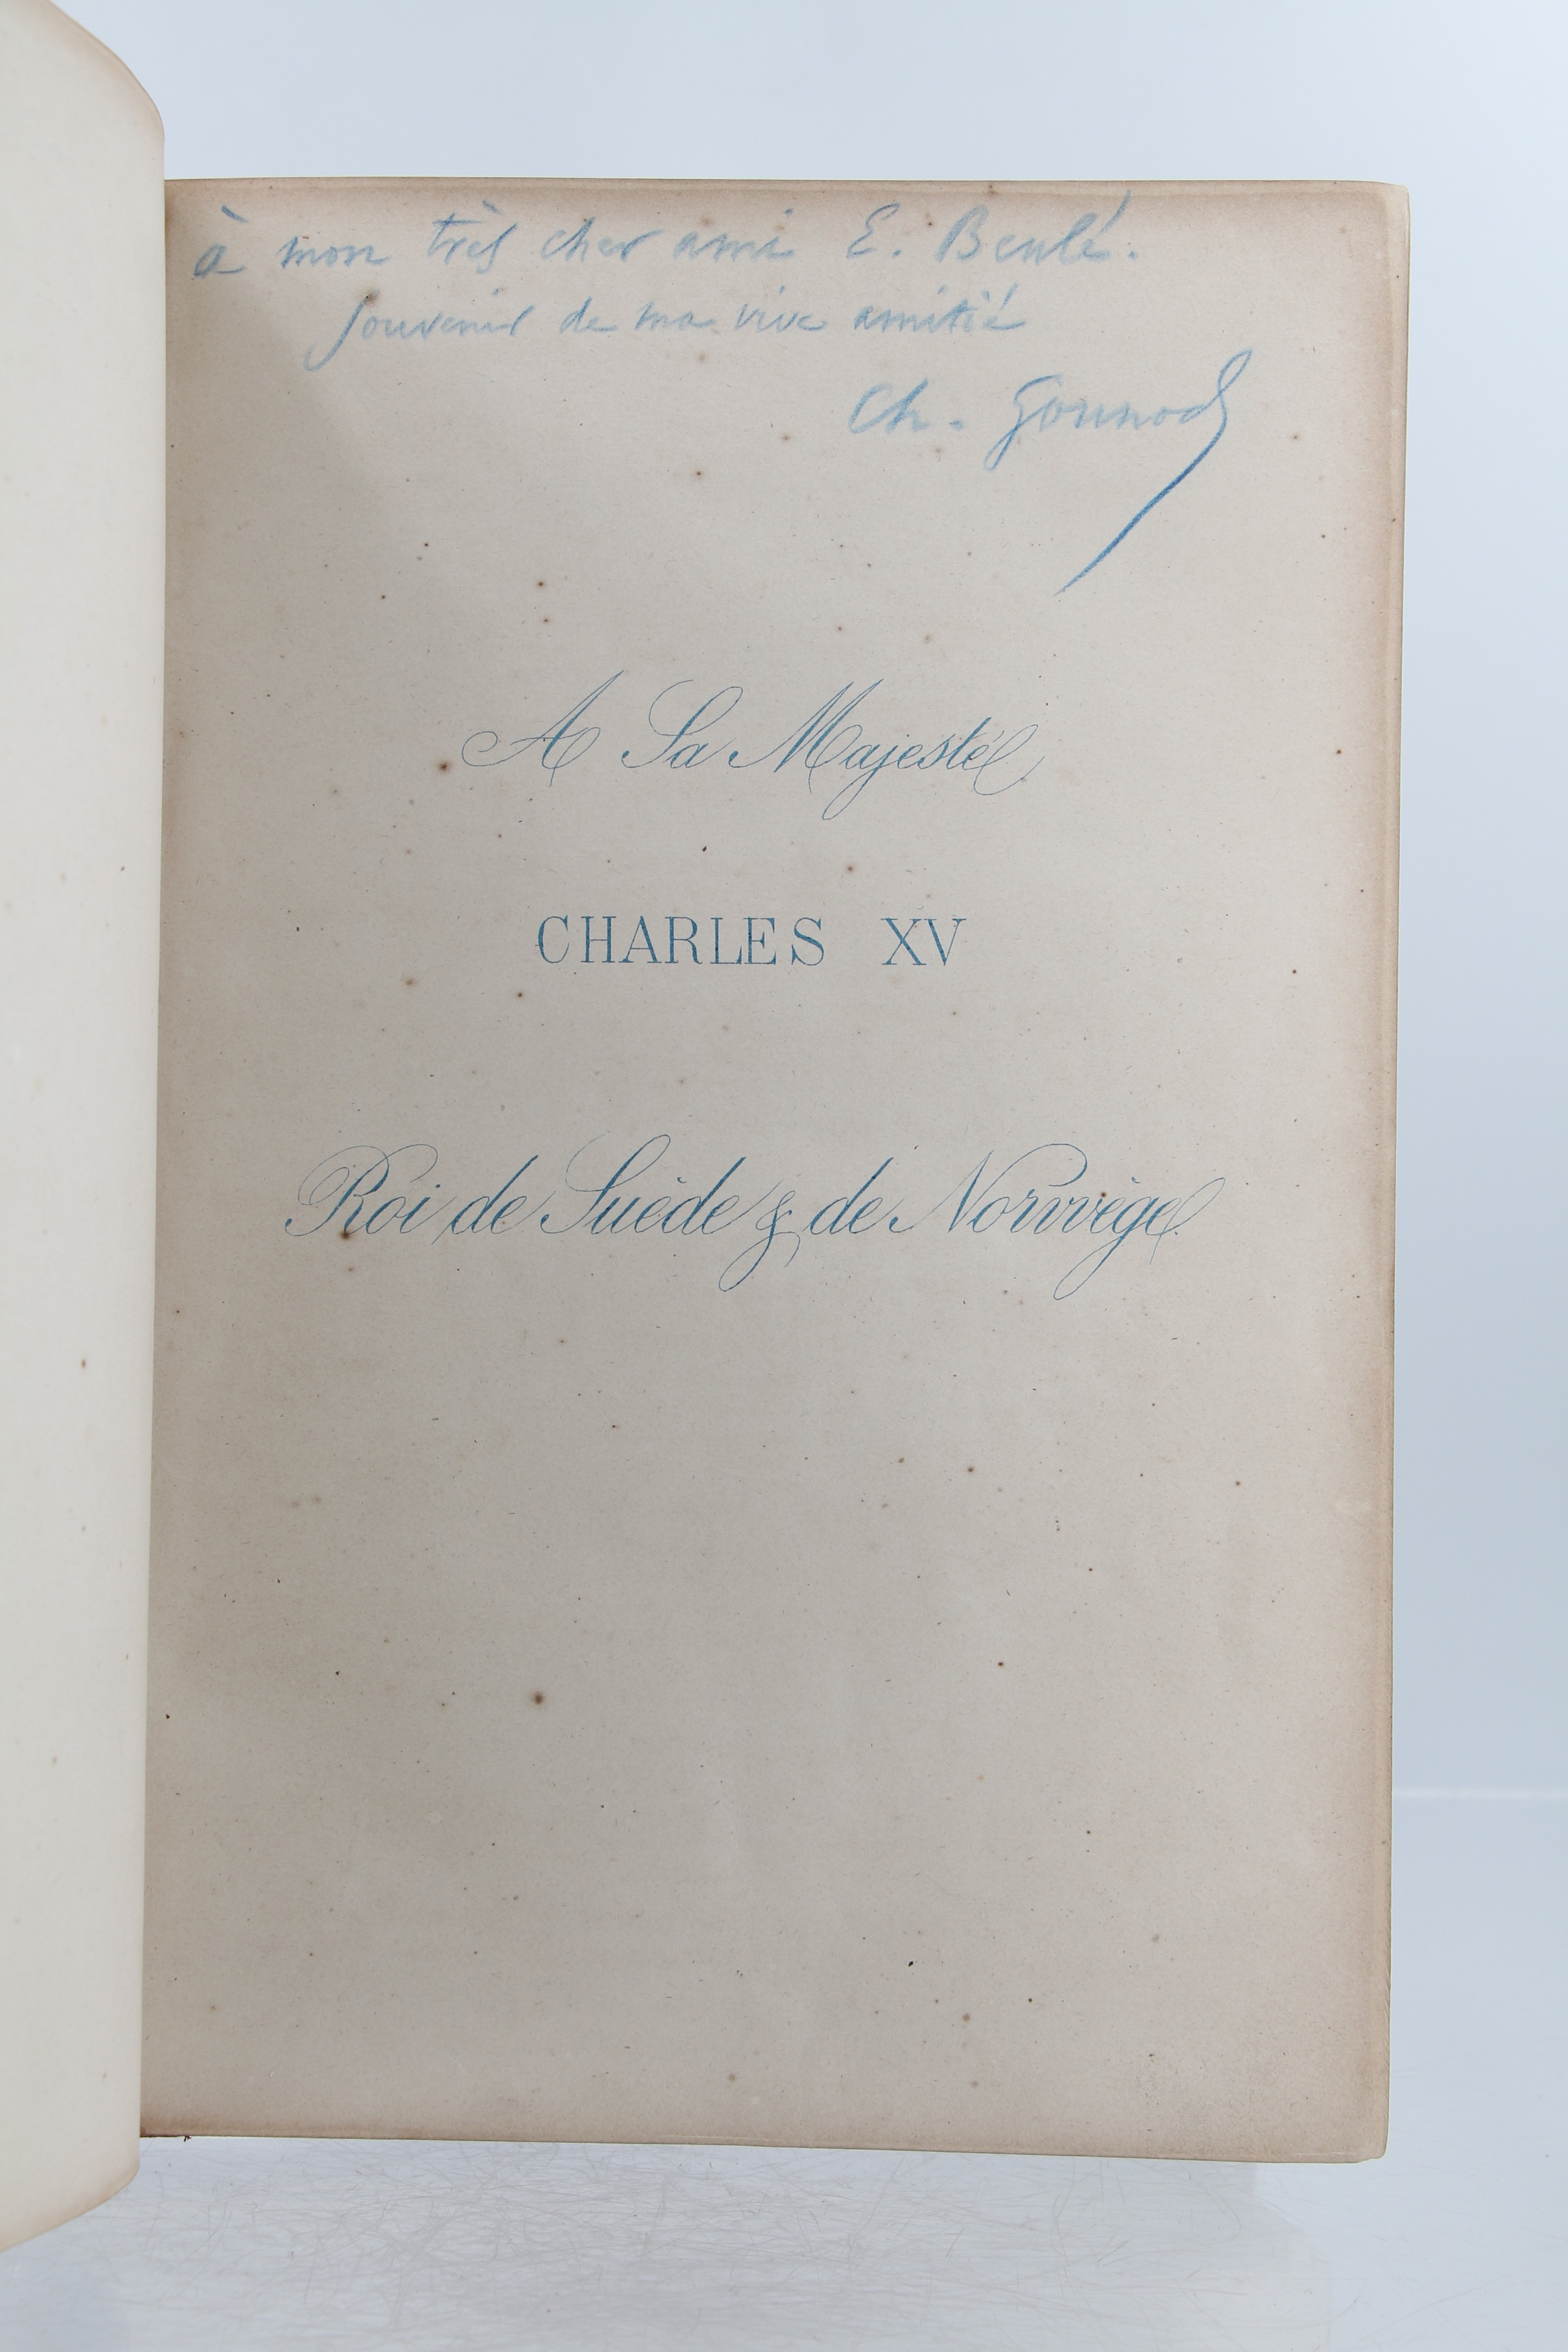 à mon très cher ami E. Beulé.
souvenir de ma vive amitié
Ch. Gounod
A Sa Majesté
CHARLES XV
Roi de Suède & de Norwège.